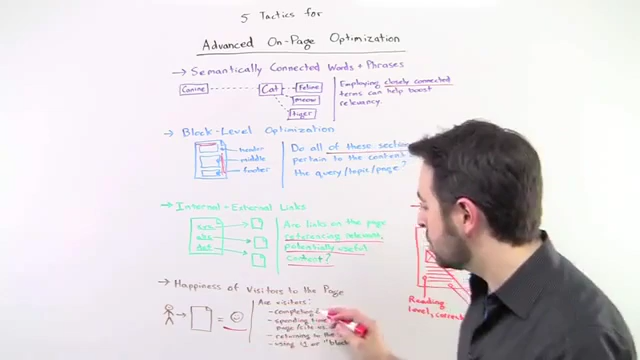 5 Tactics for
Advanced On-Page Optimization
→ Semantically Connected Words + Phrases
Canine
Cat
Feline
meow
tiger
Employing closely connected
terms can help boost
relevancy.
→ Block-Level Optimization
header
middle
footer
Do all of these section
pertain to the content
the query/topic/page?
→ Internal-External Links
Are links on the page
referencing relevant,
potentially useful
content?
→ Happiness of Visitors to the Page
Are visitors:
- completing
- spending time
page/site vs.
- returning to the
- using
Reading
level,